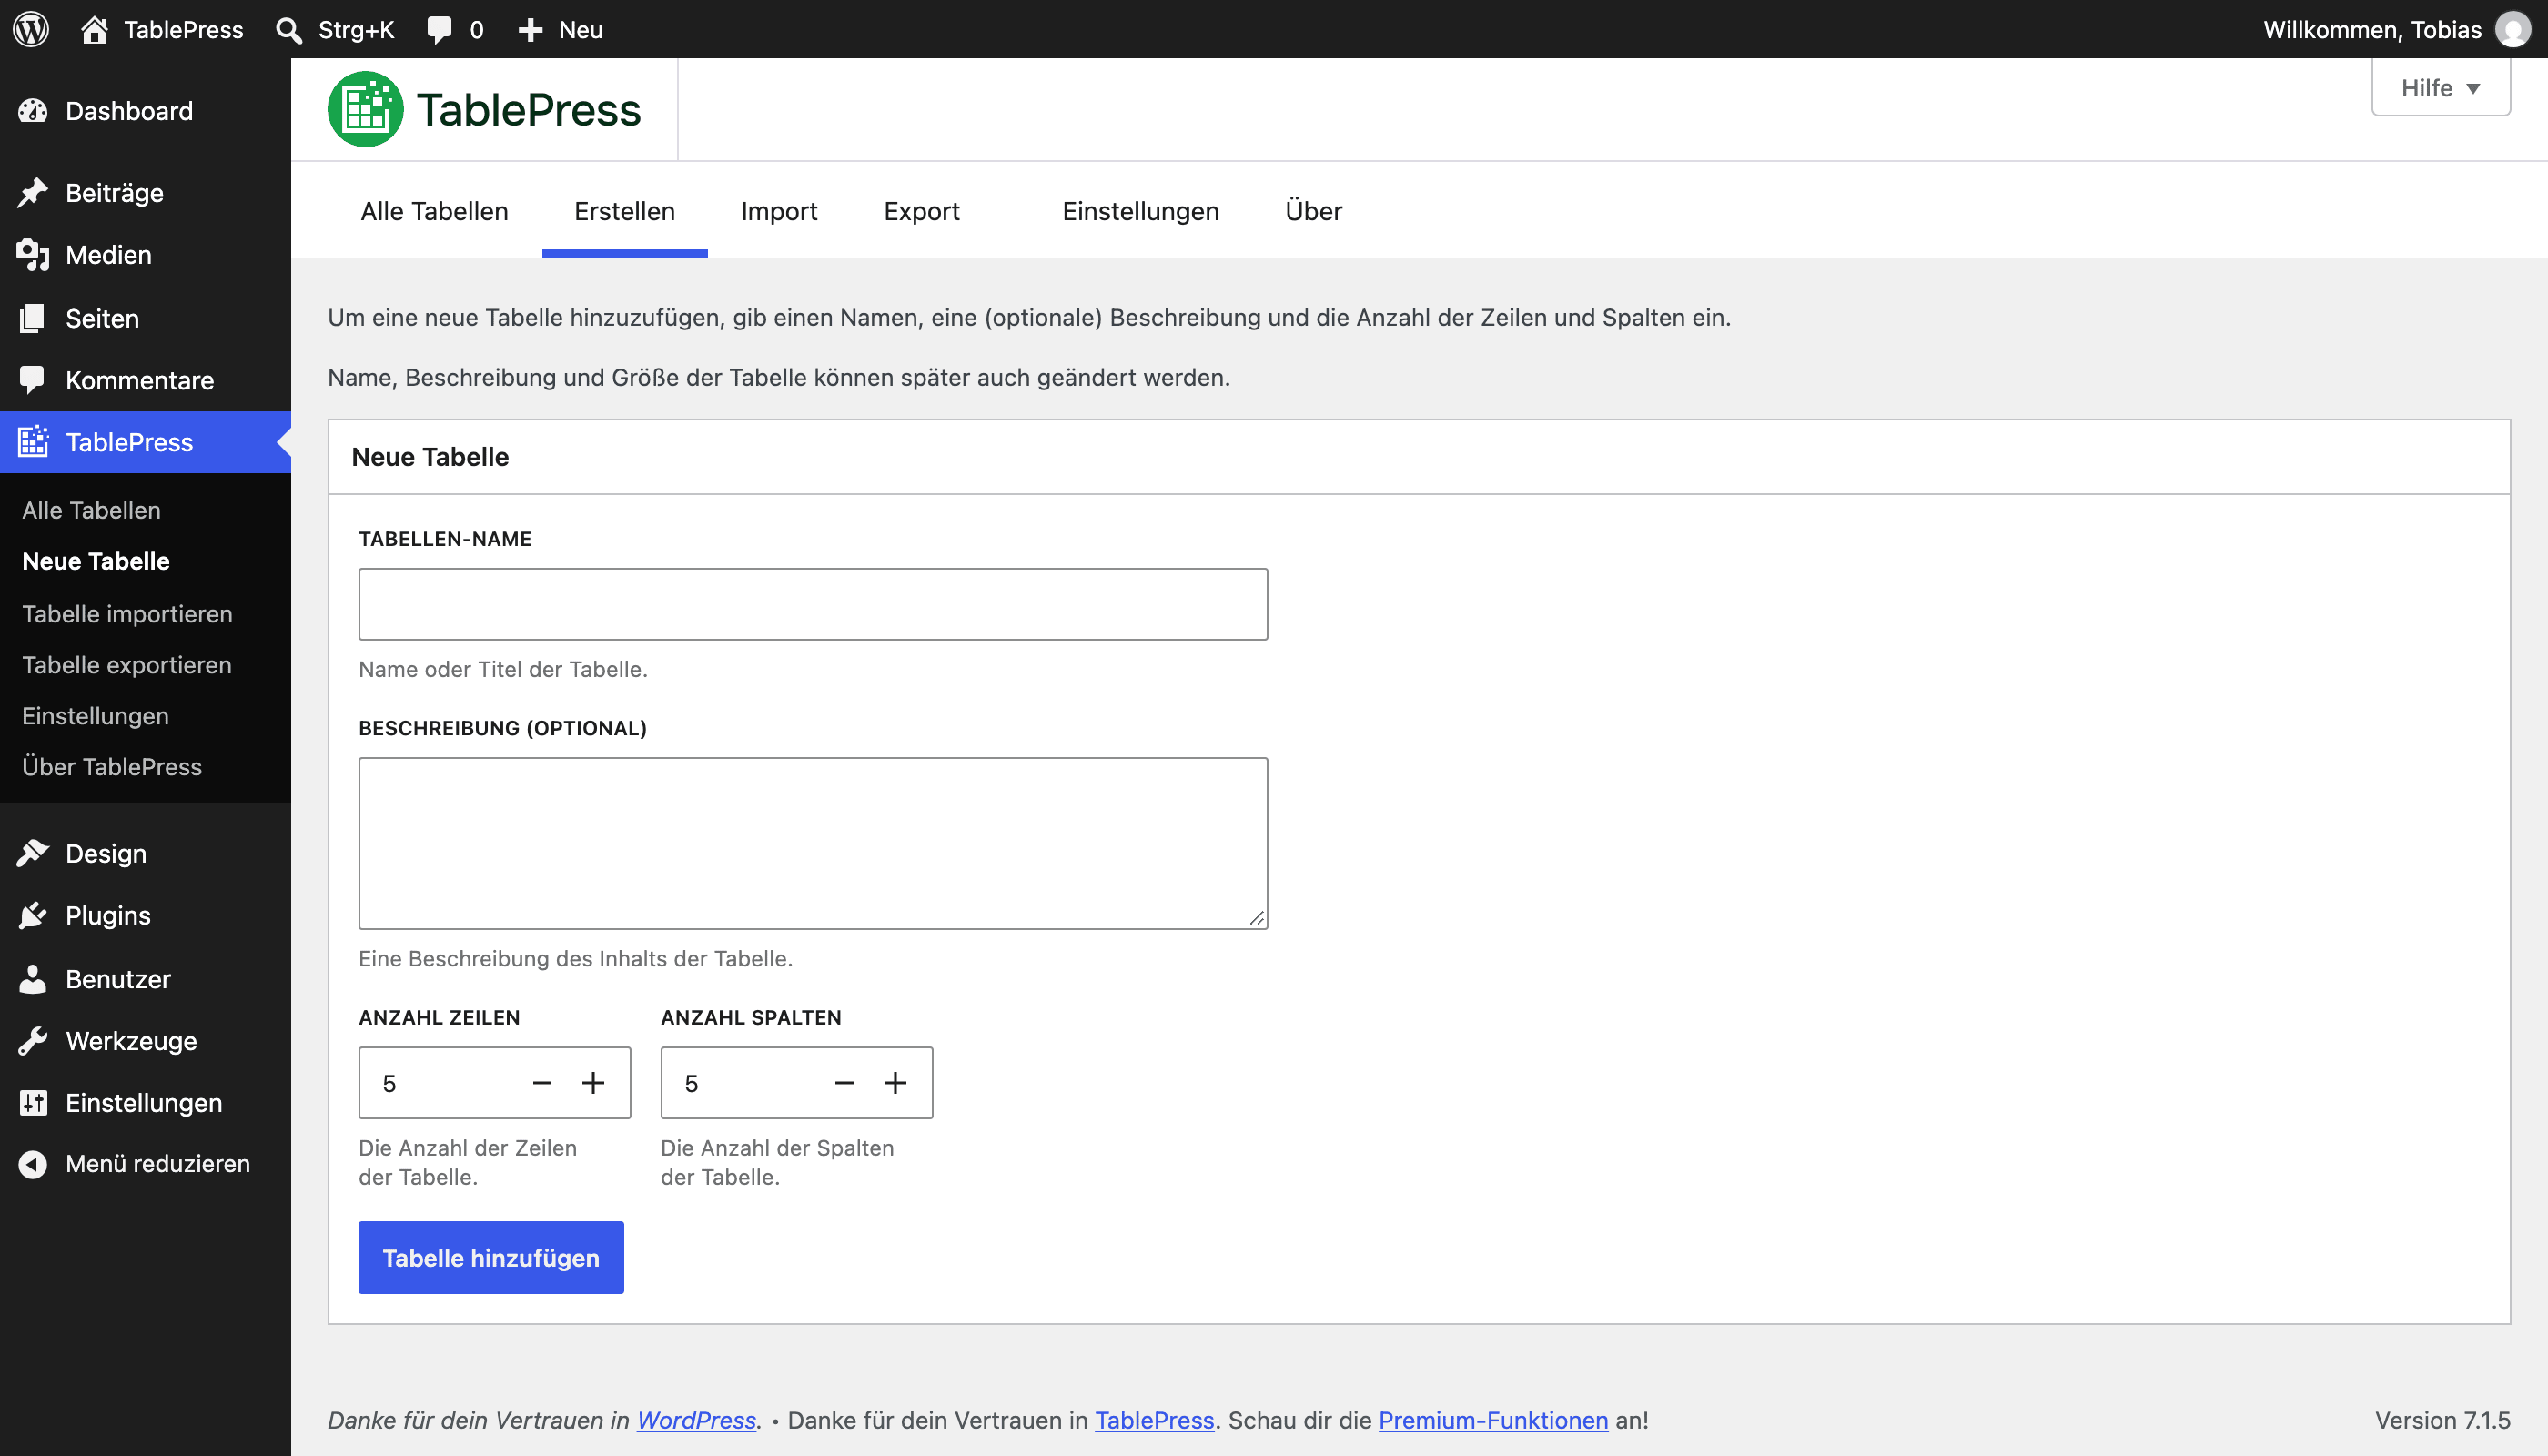 TablePress Strg+K 0 Neu Willkommen, Tobias
Dashboard
Beiträge
Medien
Seiten
Kommentare
TablePress
Alle Tabellen
Neue Tabelle
Tabelle importieren
Tabelle exportieren
Einstellungen
Über TablePress
Design
Plugins
Benutzer
Werkzeuge
Einstellungen
Menü reduzieren
TablePress
Hilfe
Alle Tabellen Erstellen Import Export Einstellungen Über
Um eine neue Tabelle hinzuzufügen, gib einen Namen, eine (optionale) Beschreibung und die Anzahl der Zeilen und Spalten ein.
Name, Beschreibung und Größe der Tabelle können später auch geändert werden.
Neue Tabelle
TABELLEN-NAME
Name oder Titel der Tabelle.
BESCHREIBUNG (OPTIONAL)
Eine Beschreibung des Inhalts der Tabelle.
ANZAHL ZEILEN ANZAHL SPALTEN
5 − + 5 − +
Die Anzahl der Zeilen Die Anzahl der Spalten
der Tabelle. der Tabelle.
Tabelle hinzufügen
Danke für dein Vertrauen in WordPress. • Danke für dein Vertrauen in TablePress. Schau dir die Premium-Funktionen an! Version 7.1.5